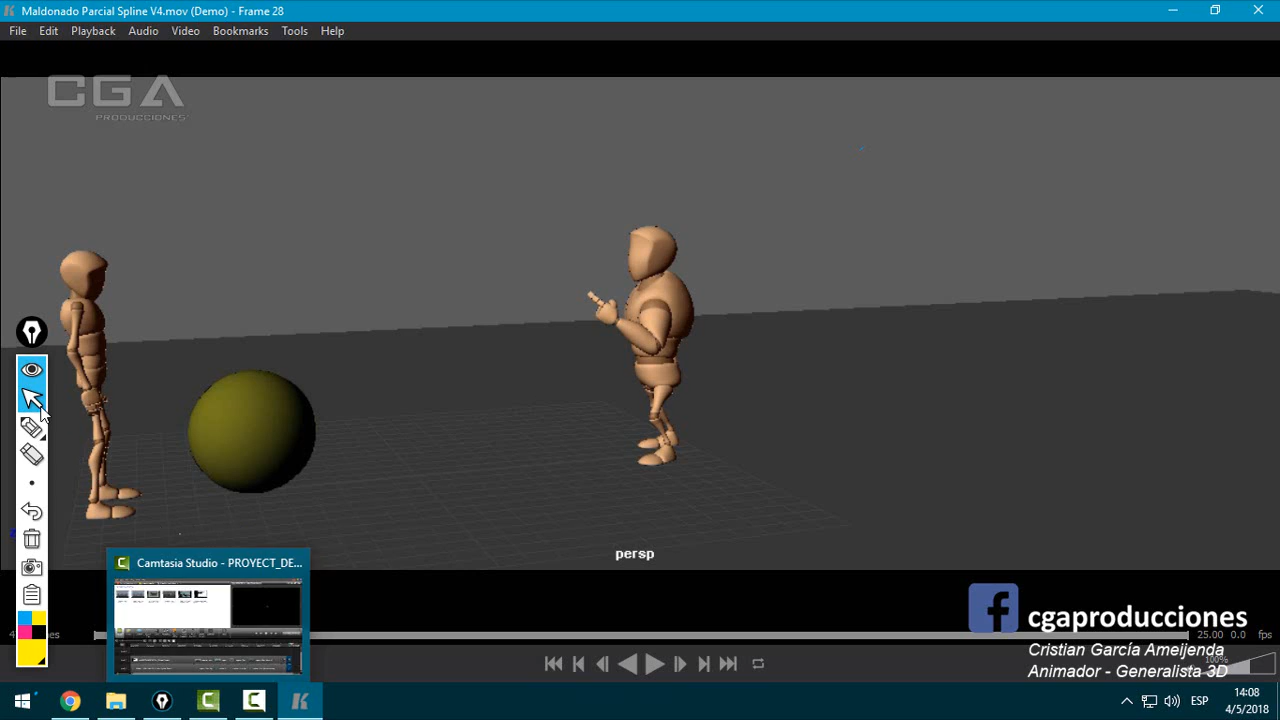 Maldonado Parcial Spline V4.mov (Demo) - Frame 28
File Edit Playback Audio Video Bookmarks Tools Help
CGA
PRODUCCIONES
persp
Camtasia Studio - PROYECT_DE...
cgaproducciones
25.00 0.0 fps
Cristian García Ameijenda
100%
Animador - Generalista 3D
ESP
14:08
4/5/2018